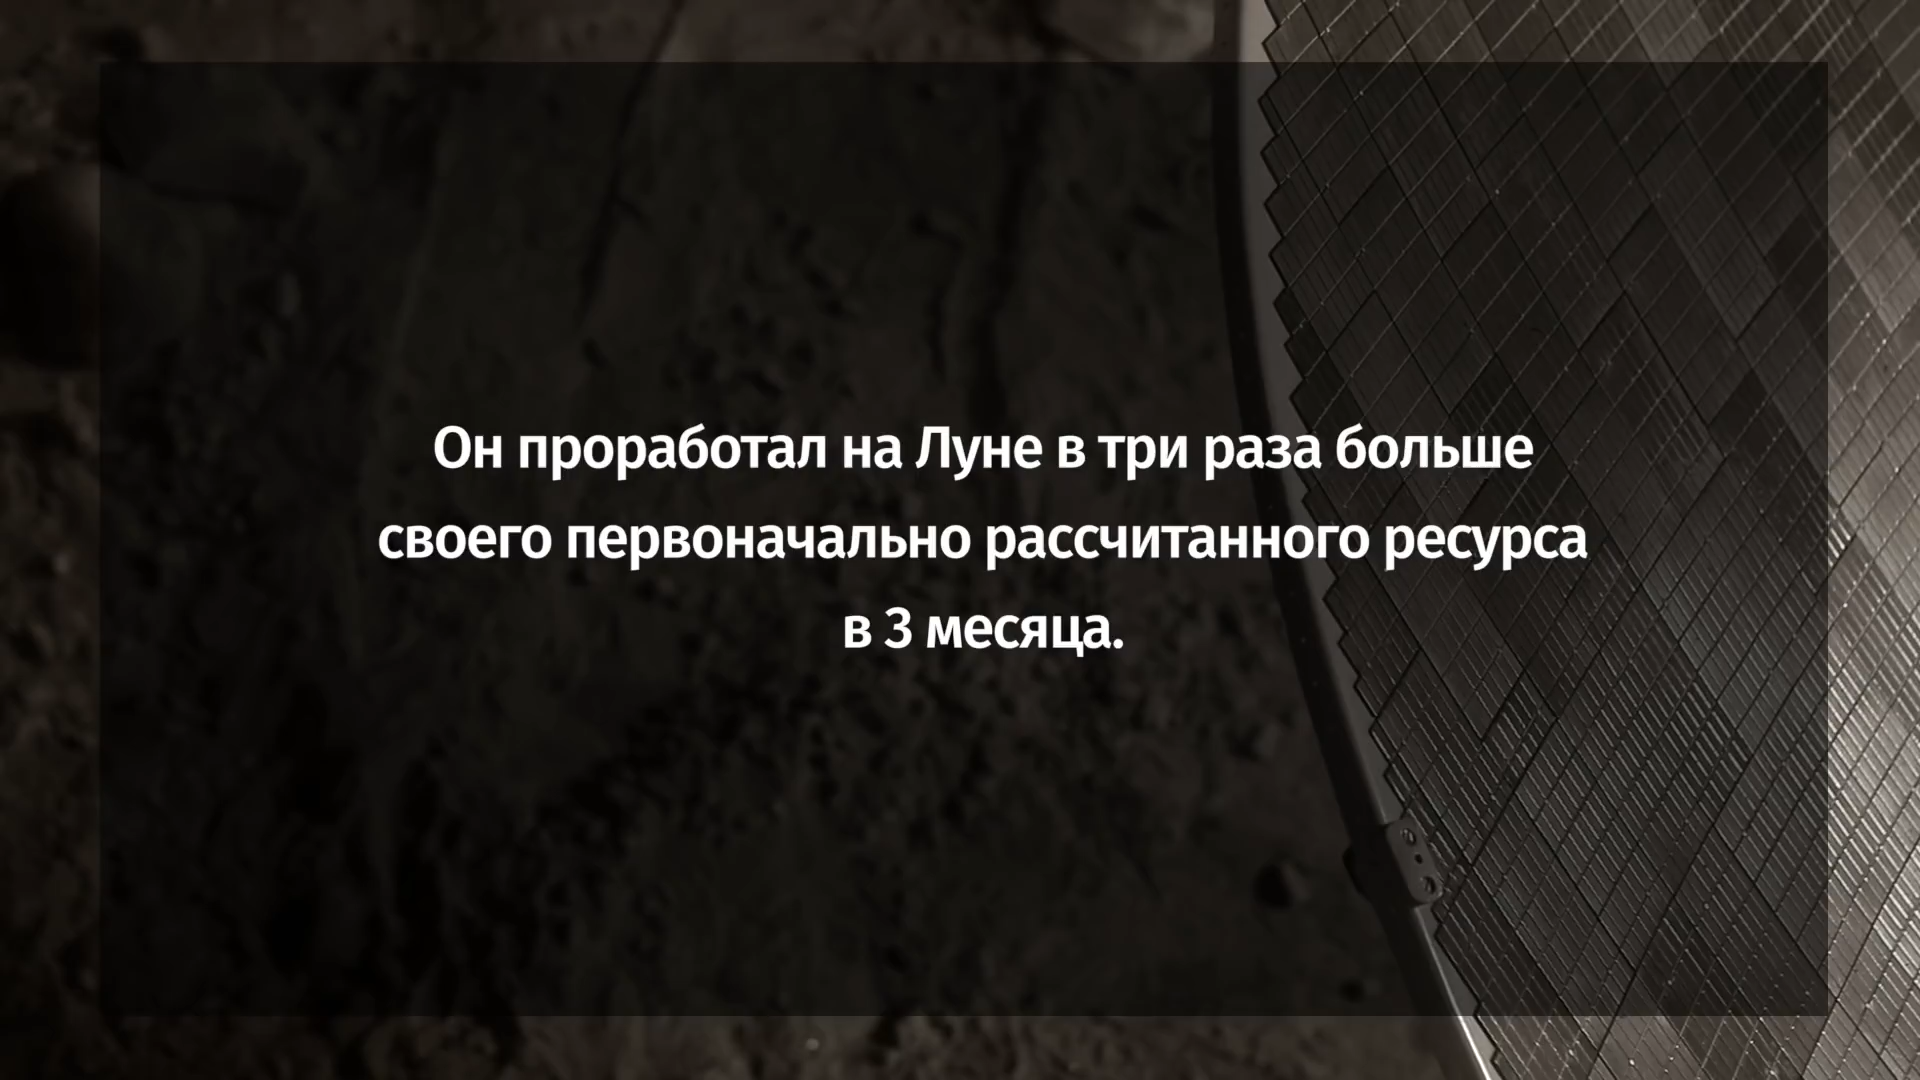 Он проработал на Луне в три раза больше
своего первоначально рассчитанного ресурса
в 3 месяца.